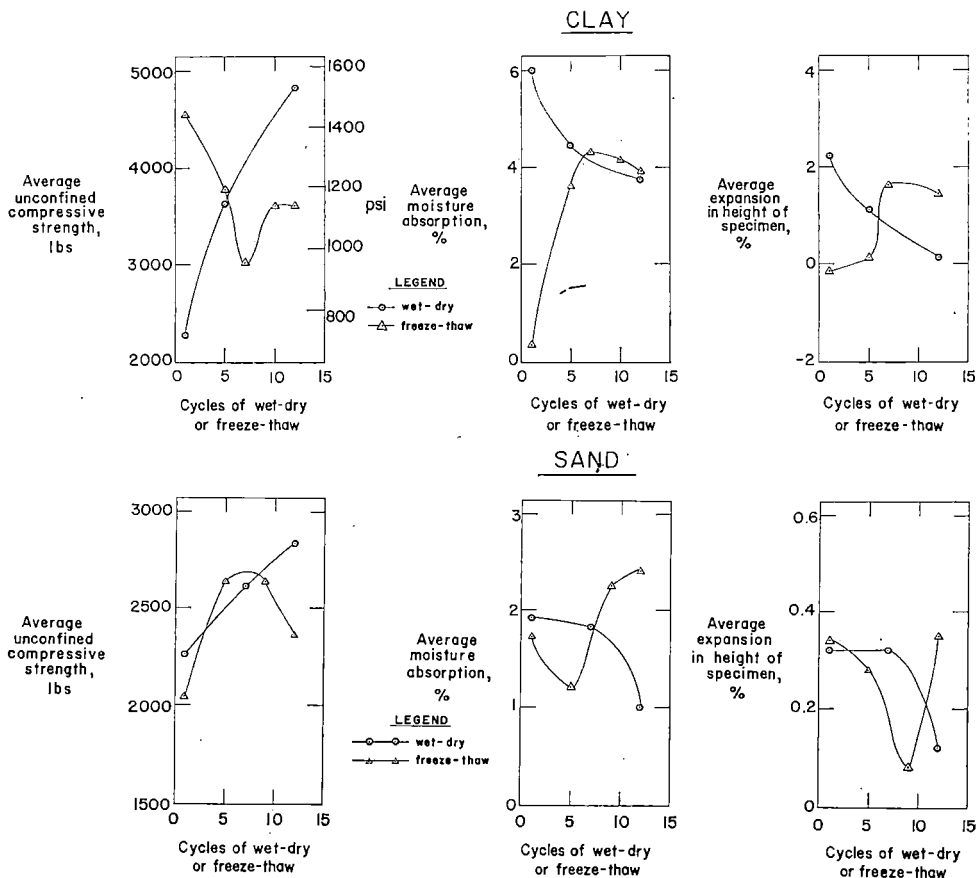 CLAY
5000
4000
3000
2000
1600
1400
1200
1000
800
psi
Average
unconfined
compressive
strength,
lbs
0 5 10 15
Cycles of wet-dry
or freeze-thaw
LEGEND
wet-dry
freeze-thaw
Average
moisture
absorption,
%
6
4
2
0
0 5 10 15
Cycles of wet-dry
or freeze-thaw
Average
expansion
in height of
specimen,
%
4
2
0
-2
0 5 10 15
Cycles of wet-dry
or freeze-thaw
SAND
Average
unconfined
compressive
strength,
lbs
3000
2500
2000
1500
0 5 10 15
Cycles of wet-dry
or freeze-thaw
LEGEND
wet-dry
freeze-thaw
Average
moisture
absorption,
%
3
2
1
0
0 5 10 15
Cycles of wet-dry
or freeze-thaw
Average
expansion
in height of
specimen,
%
0.6
0.4
0.2
0
0 5 10 15
Cycles of wet-dry
or freeze-thaw